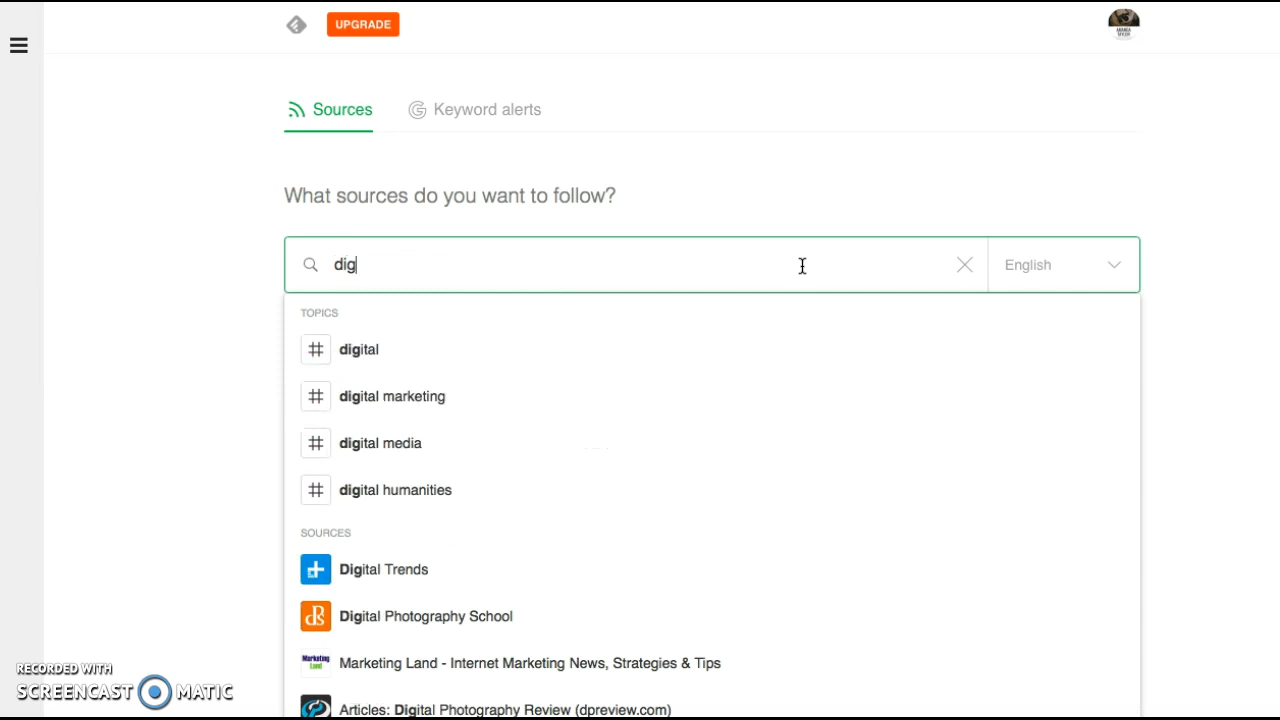 UPGRADE
Sources
Keyword alerts
What sources do you want to follow?
dig
English
TOPICS
digital
digital marketing
digital media
digital humanities
SOURCES
Digital Trends
Digital Photography School
Marketing Land
Marketing Land - Internet Marketing News, Strategies & Tips
Articles: Digital Photography Review (dpreview.com)
RECORDED WITH
SCREENCAST MATIC